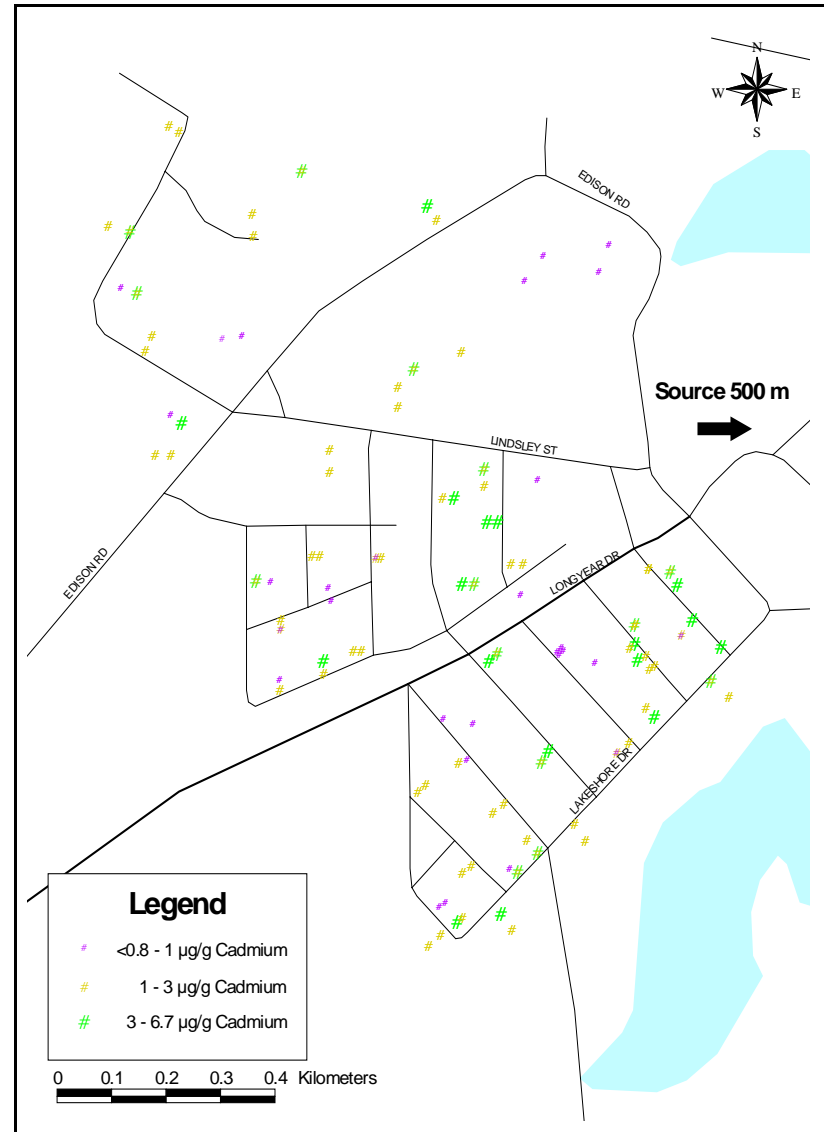 N
W E
S
EDISON RD
Source 500 m
LINDSLEY ST
EDISON RD
LONGYEAR DR
LAKESHORE DR
Legend
# <0.8 - 1 µg/g Cadmium
# 1 - 3 µg/g Cadmium
# 3 - 6.7 µg/g Cadmium
0 0.1 0.2 0.3 0.4 Kilometers